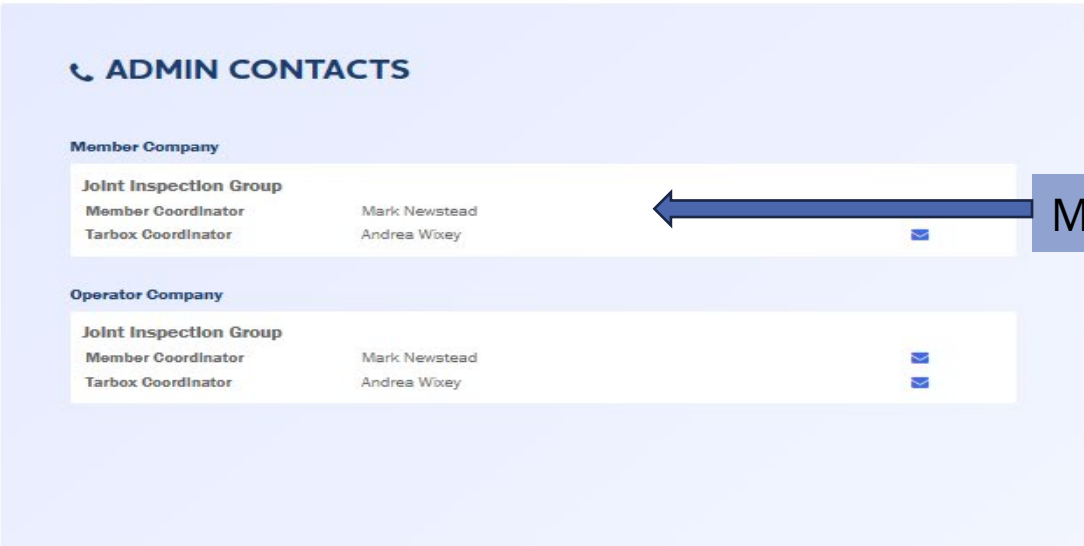 ADMIN CONTACTS
Member Company
Joint Inspection Group
Member Coordinator Mark Newstead
Tarbox Coordinator Andrea Wixey
M
Operator Company
Joint Inspection Group
Member Coordinator Mark Newstead
Tarbox Coordinator Andrea Wixey